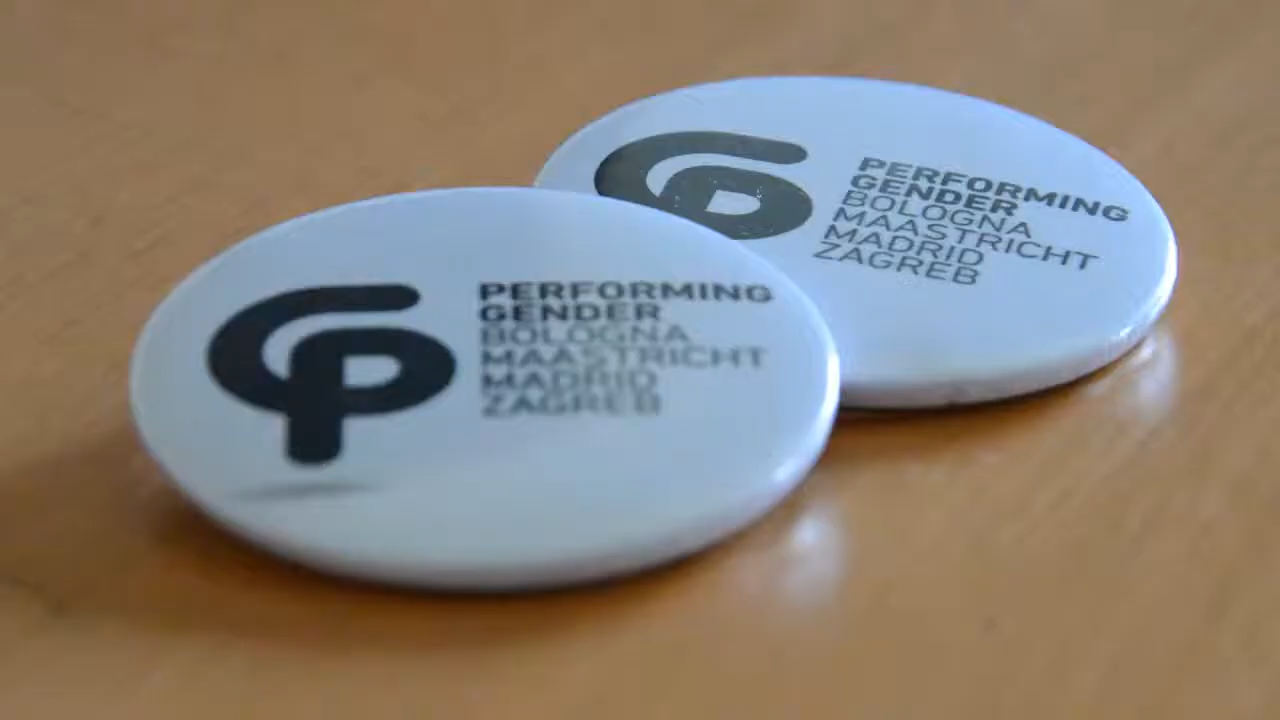 PERFORMING
GENDER
BOLOGNA
MAASTRICHT
MADRID
ZAGREB
PERFORMING
GENDER
BOLOGNA
MAASTRICHT
MADRID
ZAGREB